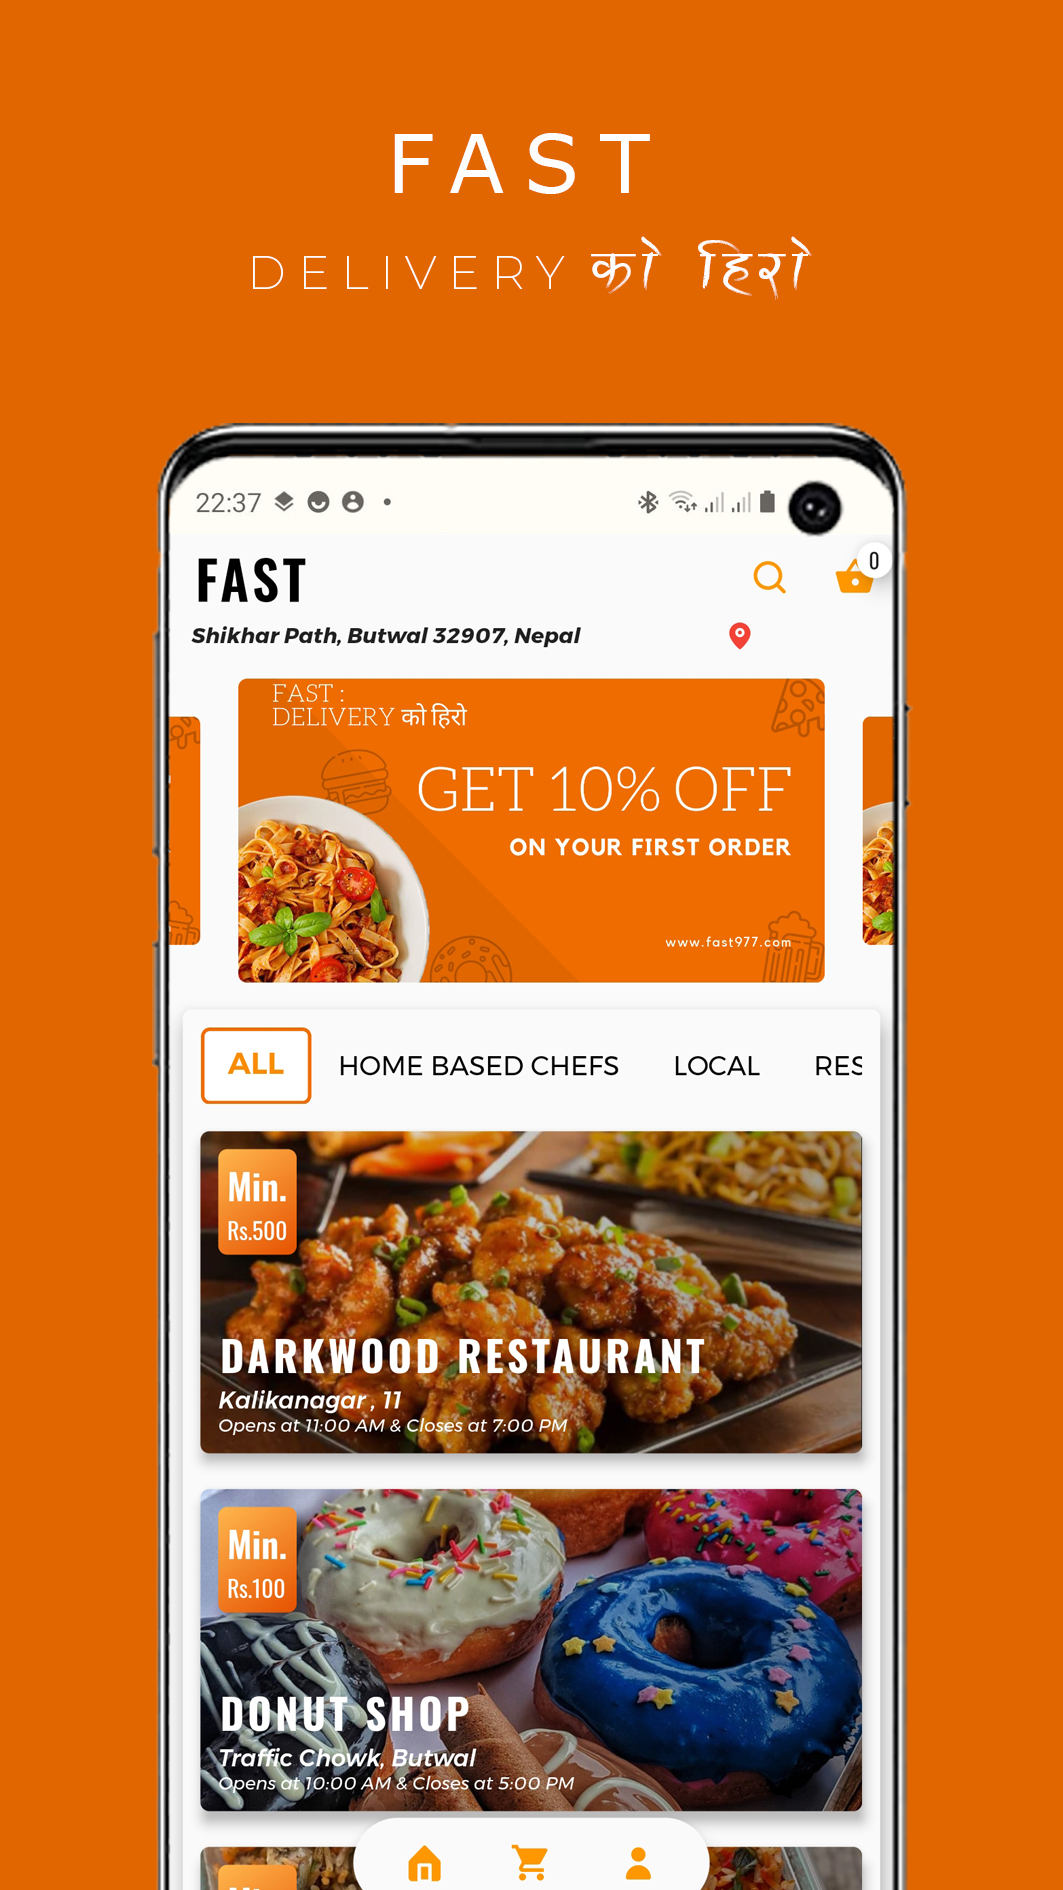 FAST
DELIVERY को हिरो
22:37
FAST
0
Shikhar Path, Butwal 32907, Nepal
FAST :
DELIVERY को हिरो
GET 10% OFF
ON YOUR FIRST ORDER
www.fast977.com
ALL HOME BASED CHEFS LOCAL RES
Min.
Rs.500
DARKWOOD RESTAURANT
Kalikanagar , 11
Opens at 11:00 AM & Closes at 7:00 PM
Min.
Rs.100
DONUT SHOP
Traffic Chowk, Butwal
Opens at 10:00 AM & Closes at 5:00 PM